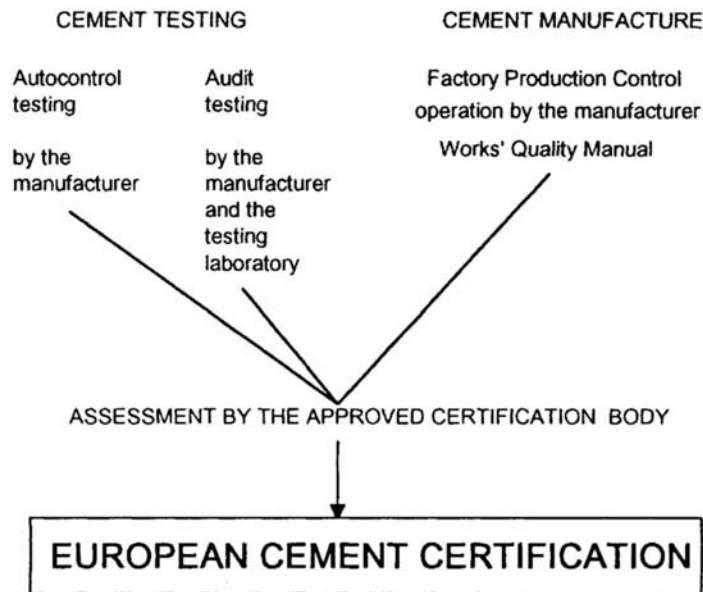 CEMENT TESTING
Autocontrol
testing
by the
manufacturer
Audit
testing
by the
manufacturer
and the
testing
laboratory
CEMENT MANUFACTURE
Factory Production Control
operation by the manufacturer
Works' Quality Manual
ASSESSMENT BY THE APPROVED CERTIFICATION BODY
EUROPEAN CEMENT CERTIFICATION